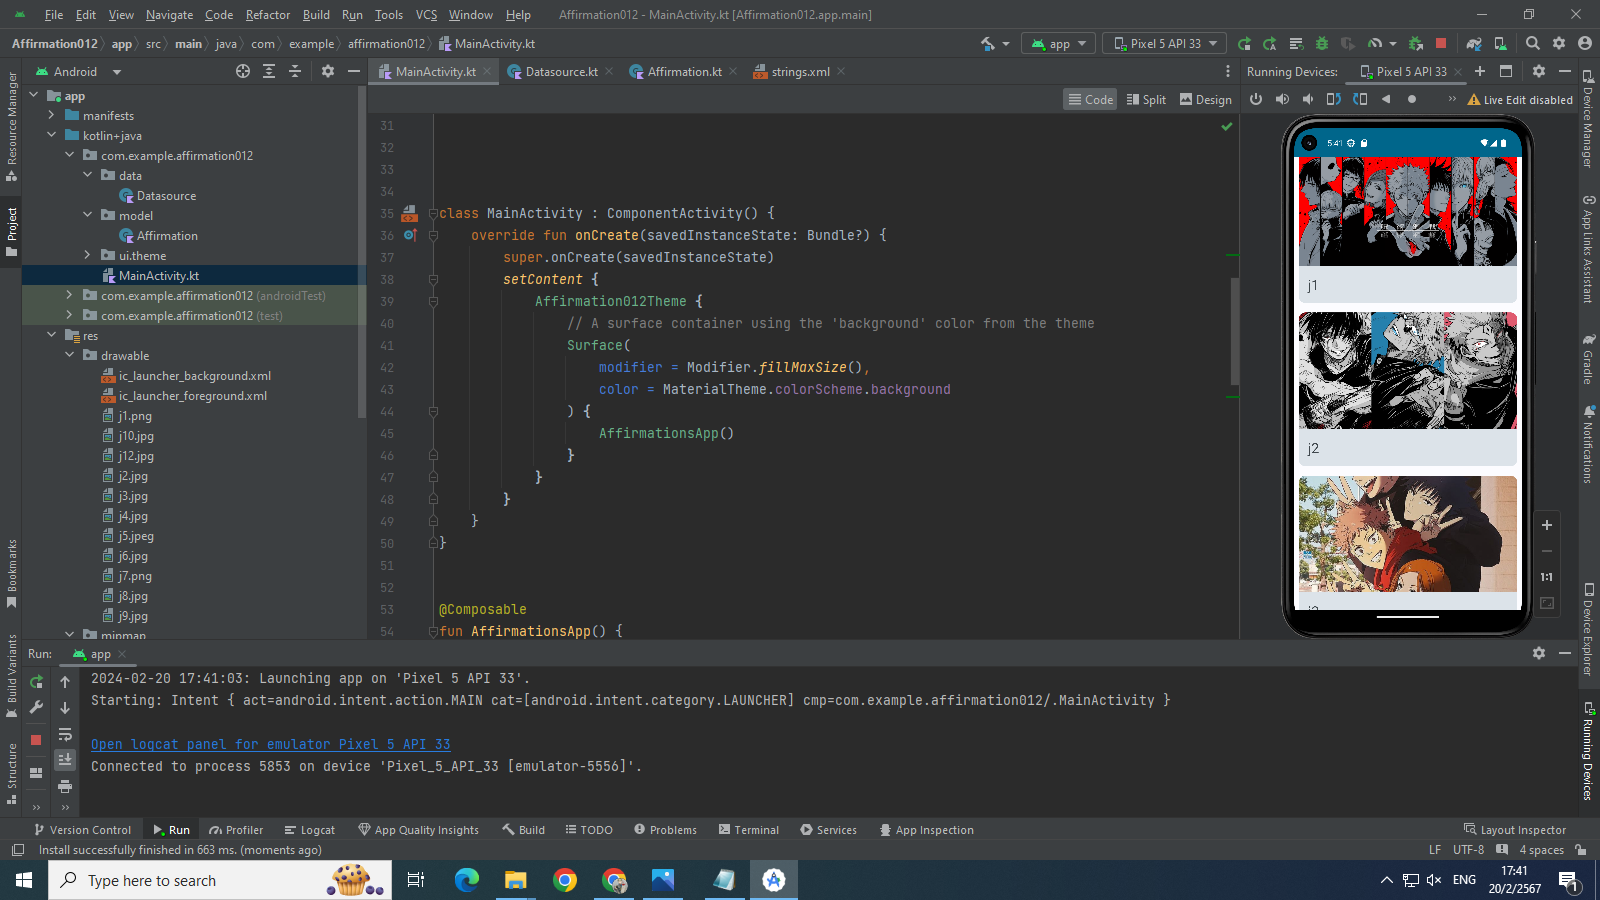 File Edit View Navigate Code Refactor Build Run Tools VCS Window Help Affirmation012 - MainActivity.kt [Affirmation012.app.main]
Affirmation012 app src main java com example affirmation012 MainActivity.kt app Pixel 5 API 33
Android MainActivity.kt Datasource.kt Affirmation.kt strings.xml Running Devices: Pixel 5 API 33
Code Split Design Live Edit disabled
Resource Manager
Project
Bookmarks
Build Variants
Structure
app
manifests
kotlin+java
com.example.affirmation012
data
Datasource
model
Affirmation
ui.theme
MainActivity.kt
com.example.affirmation012 (androidTest)
com.example.affirmation012 (test)
res
drawable
ic_launcher_background.xml
ic_launcher_foreground.xml
j1.png
j10.jpg
j12.jpg
j2.jpg
j3.jpg
j4.jpg
j5.jpeg
j6.jpg
j7.png
j8.jpg
j9.jpg
mipmap
31
32
33
34
35 class MainActivity : ComponentActivity() {
36 override fun onCreate(savedInstanceState: Bundle?) {
37 super.onCreate(savedInstanceState)
38 setContent {
39 Affirmation012Theme {
40 // A surface container using the 'background' color from the theme
41 Surface(
42 modifier = Modifier.fillMaxSize(),
43 color = MaterialTheme.colorScheme.background
44 ) {
45 AffirmationsApp()
46 }
47 }
48 }
49 }
50 }
51
52
53 @Composable
54 fun AffirmationsApp() {
5:41
j1
j2
1:1
Device Manager
App Links Assistant
Gradle
Notifications
Device Explorer
Running Devices
Run: app
2024-02-20 17:41:03: Launching app on 'Pixel 5 API 33'.
Starting: Intent { act=android.intent.action.MAIN cat=[android.intent.category.LAUNCHER] cmp=com.example.affirmation012/.MainActivity }
Open logcat panel for emulator Pixel 5 API 33
Connected to process 5853 on device 'Pixel_5_API_33 [emulator-5556]'.
Version Control Run Profiler Logcat App Quality Insights Build TODO Problems Terminal Services App Inspection Layout Inspector
Install successfully finished in 663 ms. (moments ago) LF UTF-8 4 spaces
Type here to search ENG 17:41
20/2/2567 1